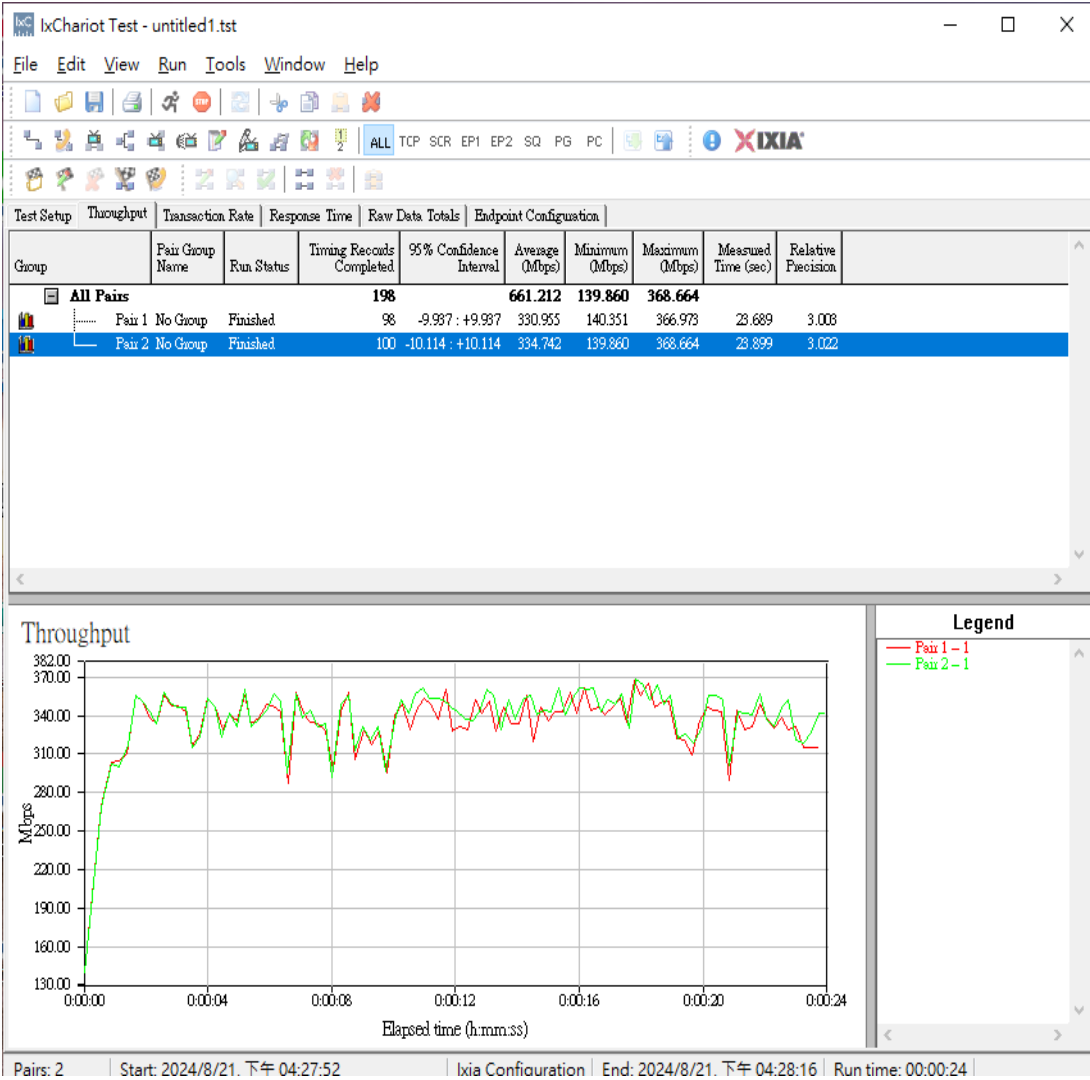 IxChariot Test - untitled1.tst
File Edit View Run Tools Window Help
ALL TCP SCR EP1 EP2 SQ PG PC IXIA
Test Setup Throughput Transaction Rate Response Time Raw Data Totals Endpoint Configuration
Group Pair Group Name Run Status Timing Records Completed 95% Confidence Interval Average (Mbps) Minimum (Mbps) Maximum (Mbps) Measured Time (sec) Relative Precision
All Pairs 198 661.212 139.860 368.664
Pair 1 No Group Finished 98 -9.937 : +9.937 330.955 140.351 366.973 23.689 3.003
Pair 2 No Group Finished 100 -10.114 : +10.114 334.742 139.860 368.664 23.899 3.022
Throughput
382.00
370.00
340.00
310.00
280.00
250.00
220.00
190.00
160.00
130.00
Mbps
0:00:00 0:00:04 0:00:08 0:00:12 0:00:16 0:00:20 0:00:24
Elapsed time (h:mm:ss)
Legend
Pair 1 -- 1
Pair 2 -- 1
Pairs: 2 Start: 2024/8/21, 下午 04:27:52 Ixia Configuration End: 2024/8/21, 下午 04:28:16 Run time: 00:00:24